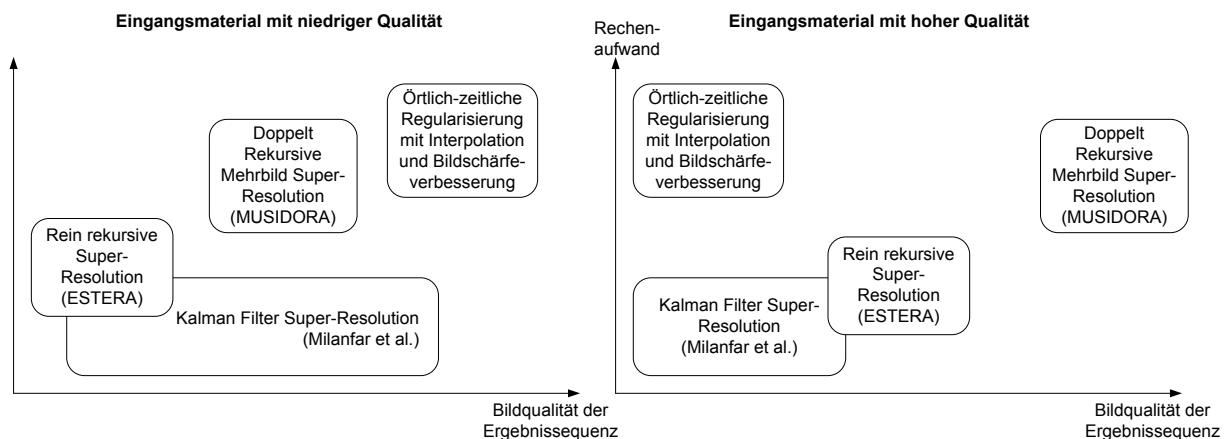 Eingangsmaterial mit niedriger Qualität
Örtlich-zeitliche
Regularisierung
mit Interpolation
und Bildschärfe-
verbesserung
Doppelt
Rekursive
Mehrbild Super-
Resolution
(MUSIDORA)
Rein rekursive
Super-
Resolution
(ESTERA)
Kalman Filter Super-Resolution
(Milanfar et al.)
Bildqualität der
Ergebnissequenz
Eingangsmaterial mit hoher Qualität
Rechen-
aufwand
Örtlich-zeitliche
Regularisierung
mit Interpolation
und Bildschärfe-
verbesserung
Doppelt
Rekursive
Mehrbild Super-
Resolution
(MUSIDORA)
Rein rekursive
Super-
Resolution
(ESTERA)
Kalman Filter Super-
Resolution
(Milanfar et al.)
Bildqualität der
Ergebnissequenz